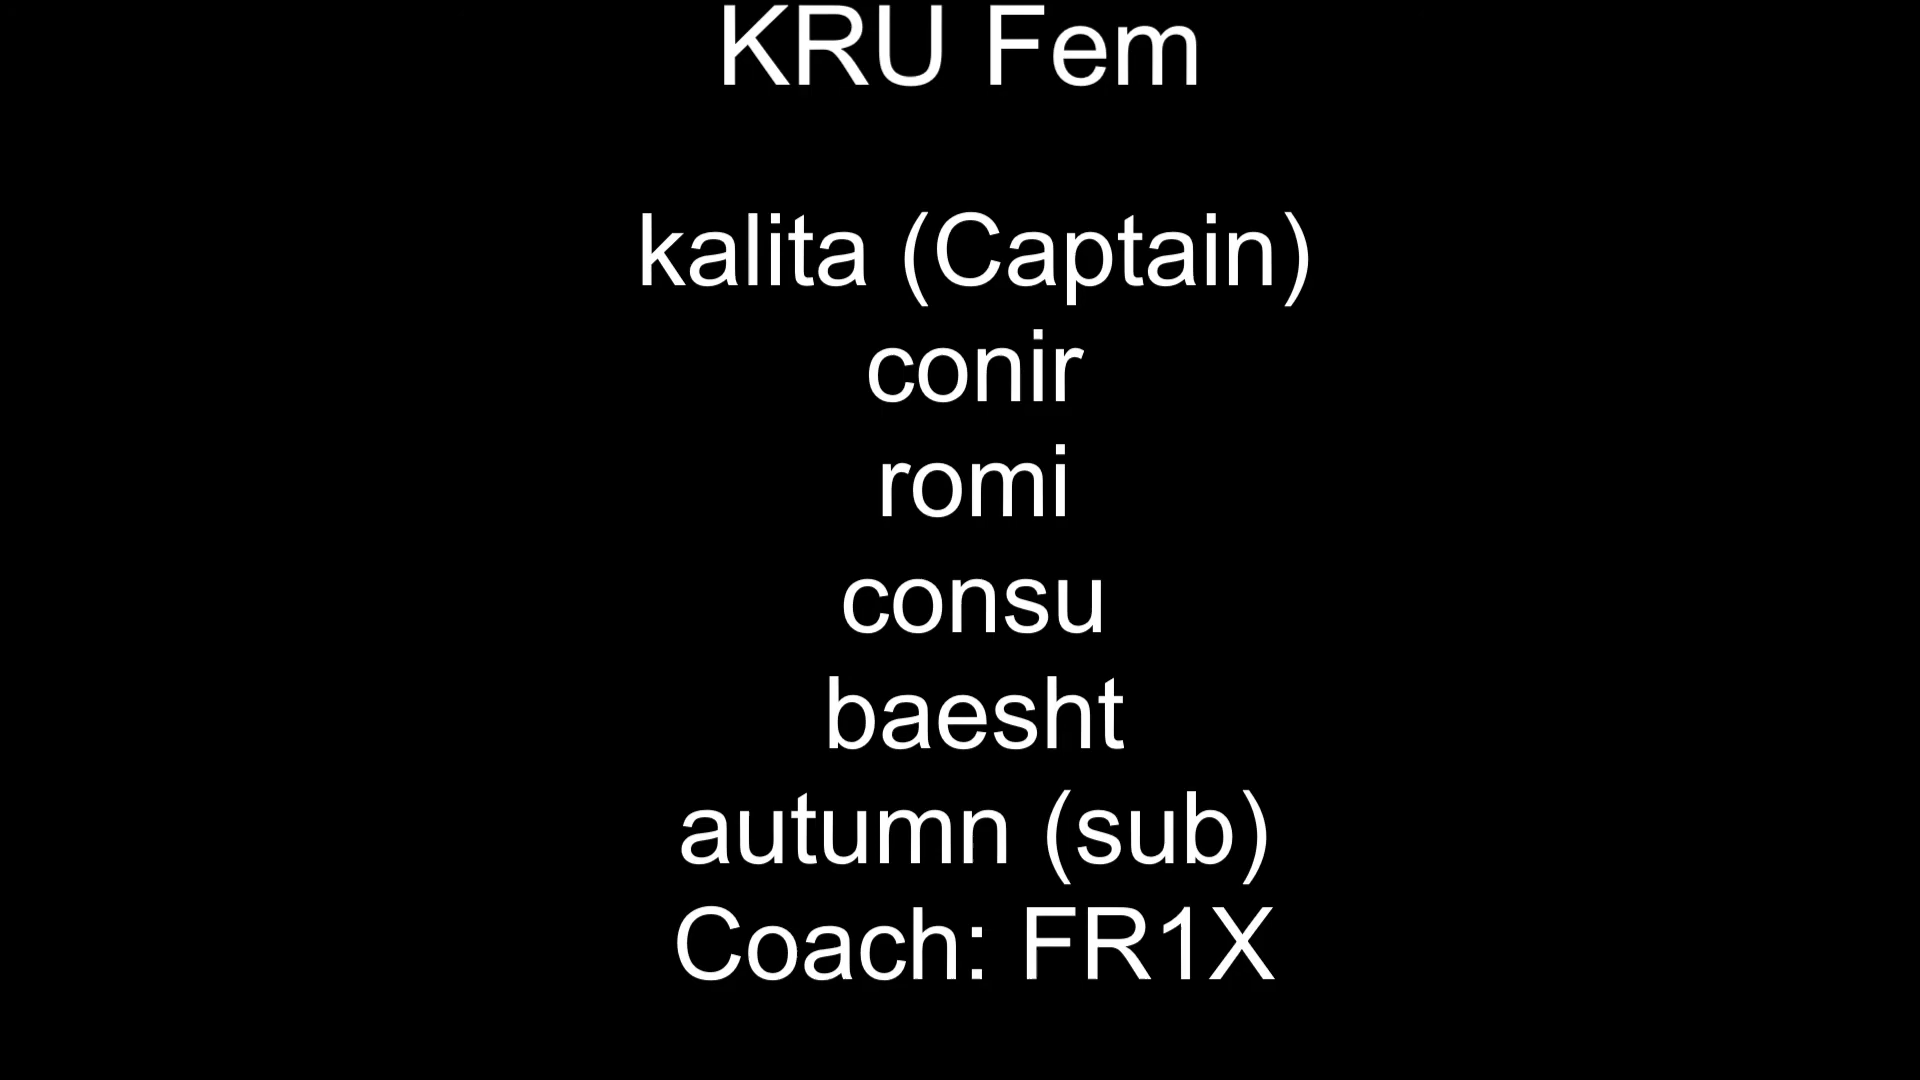 KRU Fem
kalita (Captain)
conir
romi
consu
baesht
autumn (sub)
Coach: FR1X